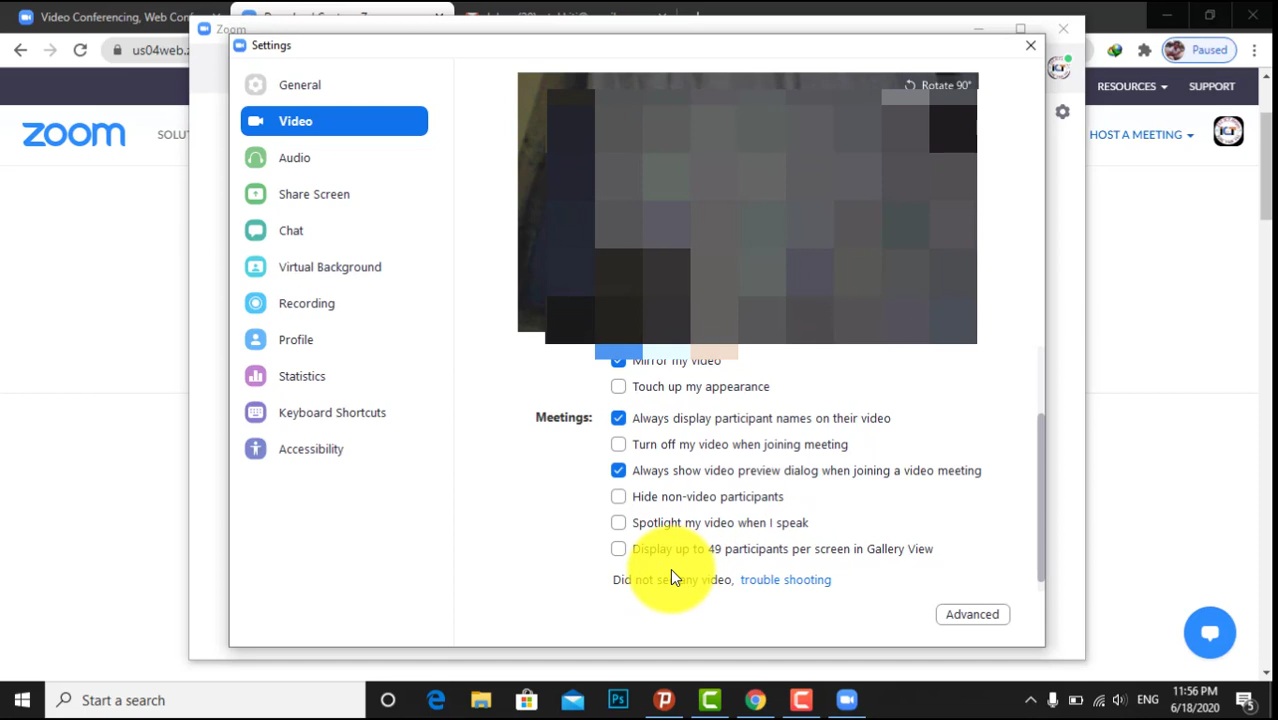 Video Conferencing, Web Conf
Zoom
us04web.z
Paused
zoom
SOLUT
RESOURCES
SUPPORT
HOST A MEETING
Settings
General
Video
Audio
Share Screen
Chat
Virtual Background
Recording
Profile
Statistics
Keyboard Shortcuts
Accessibility
Rotate 90°
Mirror my video
Touch up my appearance
Meetings:
Always display participant names on their video
Turn off my video when joining meeting
Always show video preview dialog when joining a video meeting
Hide non-video participants
Spotlight my video when I speak
Display up to 49 participants per screen in Gallery View
Did not see any video, trouble shooting
Advanced
Start a search
ENG
11:56 PM
6/18/2020
5